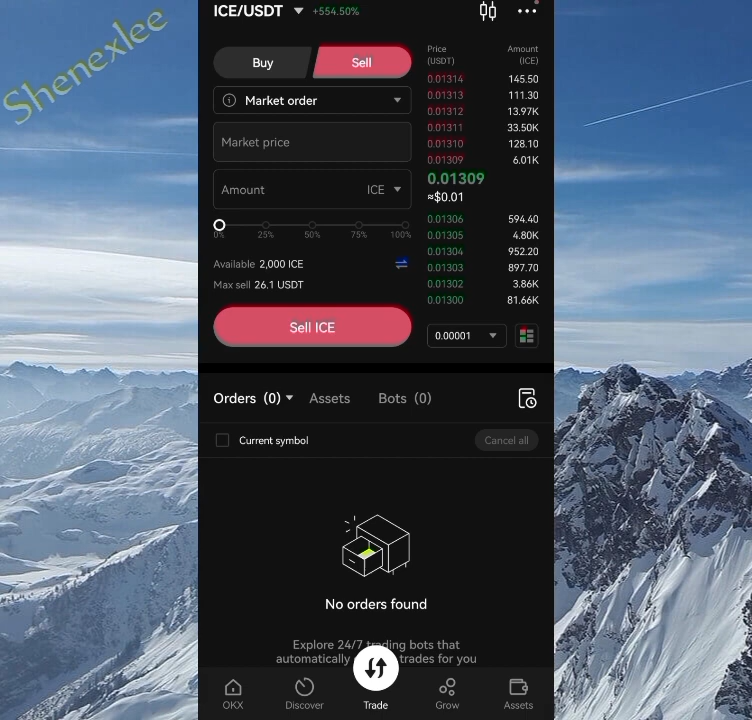 Shenexlee
ICE/USDT +554.50%
Buy Sell
Market order
Market price
Amount ICE
0% 25% 50% 75% 100%
Available 2,000 ICE
Max sell 26.1 USDT
Sell ICE
Price Amount
(USDT) (ICE)
0.01314 145.50
0.01313 111.30
0.01312 13.97K
0.01311 33.50K
0.01310 128.10
0.01309 6.01K
0.01309
≈$0.01
0.01306 594.40
0.01305 4.80K
0.01304 952.20
0.01303 897.70
0.01302 3.86K
0.01300 81.66K
0.00001
Orders (0) Assets Bots (0)
Current symbol Cancel all
No orders found
Explore 24/7 trading bots that
automatically trades for you
OKX Discover Trade Grow Assets